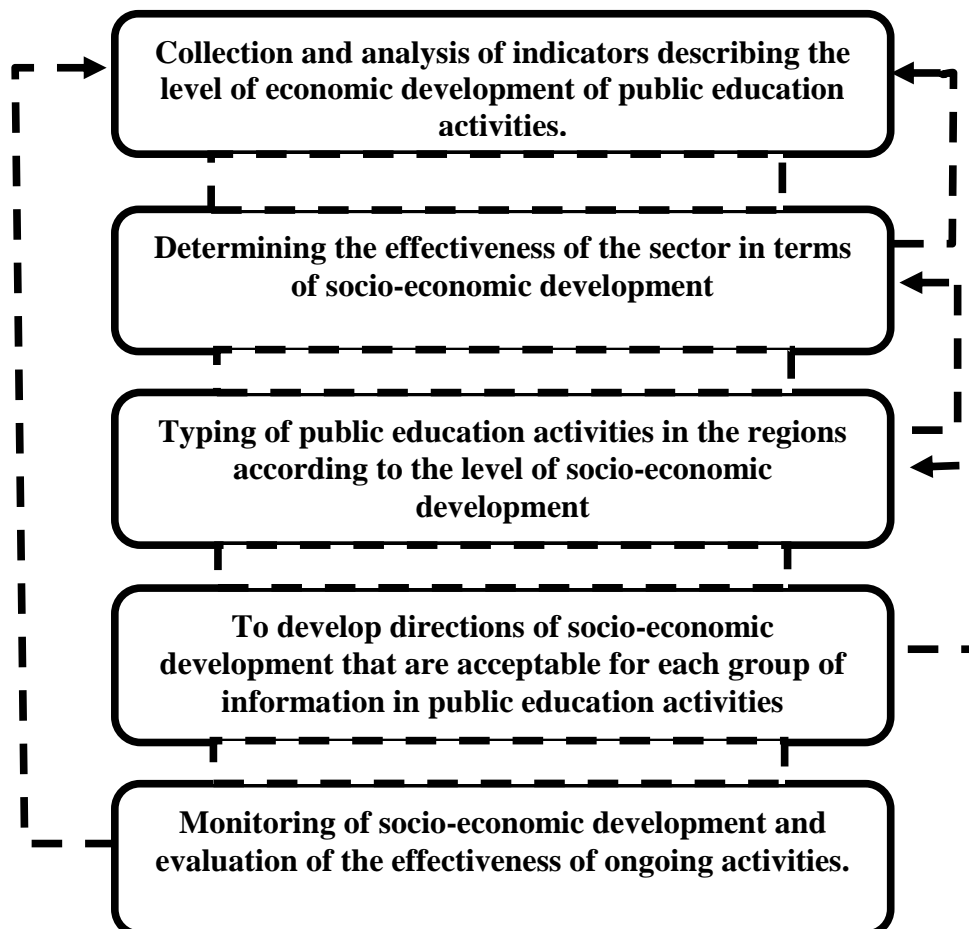 Collection and analysis of indicators describing the
level of economic development of public education
activities.
Determining the effectiveness of the sector in terms
of socio-economic development
Typing of public education activities in the regions
according to the level of socio-economic
development
To develop directions of socio-economic
development that are acceptable for each group of
information in public education activities
Monitoring of socio-economic development and
evaluation of the effectiveness of ongoing activities.